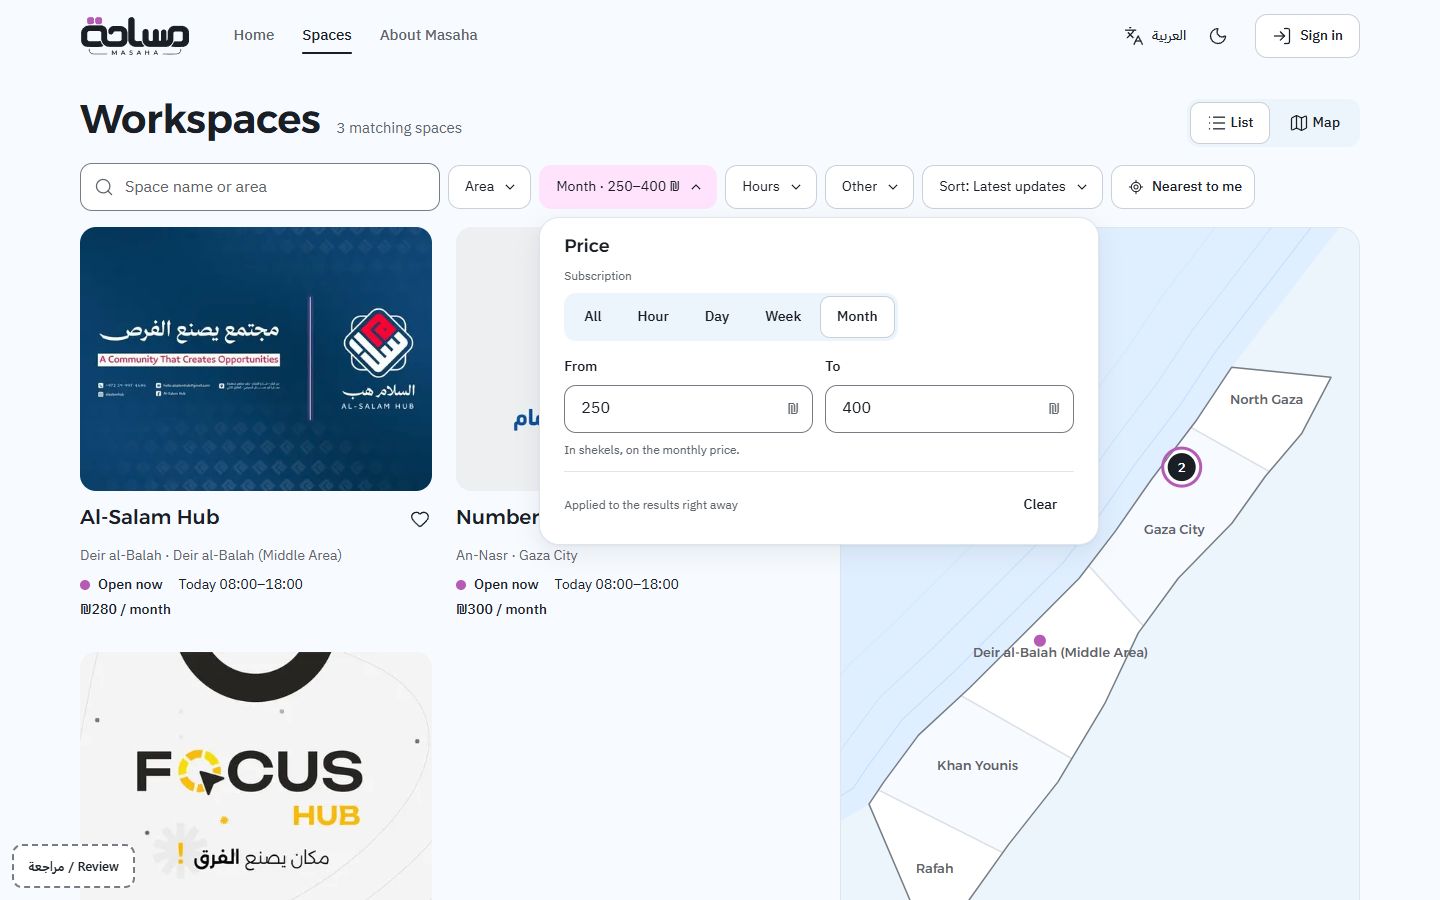 مساحة
MASAHA
Home
Spaces
About Masaha
العربية
Sign in
Workspaces
3 matching spaces
List
Map
Space name or area
Area
Month · 250–400 ₪
Hours
Other
Sort: Latest updates
Nearest to me
Price
Subscription
All
Hour
Day
Week
Month
From
To
250 ₪
400 ₪
In shekels, on the monthly price.
Applied to the results right away
Clear
مجتمع يصنع الفرص
A Community That Creates Opportunities
السلام هب
AL-SALAM HUB
Al-Salam Hub
Deir al-Balah · Deir al-Balah (Middle Area)
Open now
Today 08:00–18:00
₪280 / month
Number
An-Nasr · Gaza City
Open now
Today 08:00–18:00
₪300 / month
FOCUS
HUB
مكان يصنع الفرق !
North Gaza
2
Gaza City
Deir al-Balah (Middle Area)
Khan Younis
Rafah
مراجعة / Review